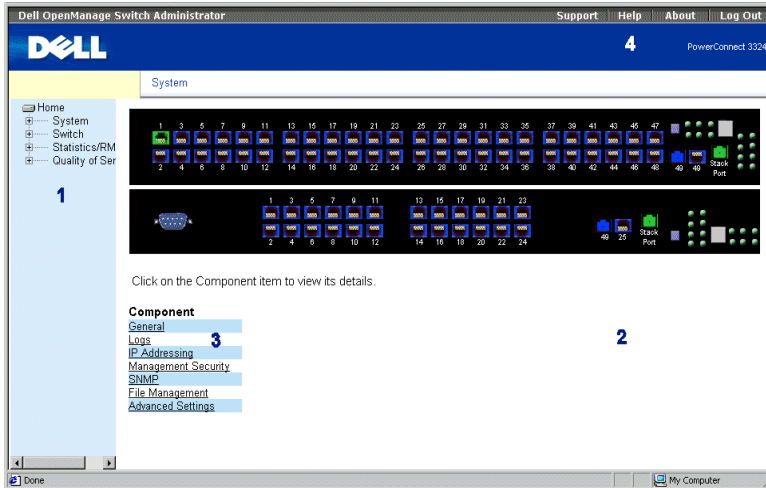 Dell OpenManage Switch Administrator
Support Help About Log Out
DELL
4
PowerConnect 3324
System
Home
System
Switch
Statistics/RM
Quality of Ser
1
1 3 5 7 9 11 13 15 17 19 21 23 25 27 29 31 33 35 37 39 41 43 45 47
2 4 6 8 10 12 14 16 18 20 22 24 26 28 30 32 34 36 38 40 42 44 46 48 49 49 Stack
Port
1 3 5 7 9 11 13 15 17 19 21 23
2 4 6 8 10 12 14 16 18 20 22 24 49 25 Stack
Port
Click on the Component item to view its details.
Component
General
Logs
3
2
IP Addressing
Management Security
SNMP
File Management
Advanced Settings
Done
My Computer